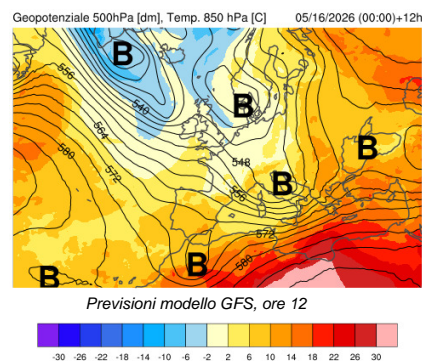 Geopotenziale 500hPa [dm], Temp. 850 hPa [C] 05/16/2026 (00:00)+12h
B
556
540
B
564
B
580
548
572
B
556
572
B
580
B
Previsioni modello GFS, ore 12
-30 -26 -22 -18 -14 -10 -6 -2 2 6 10 14 18 22 26 30